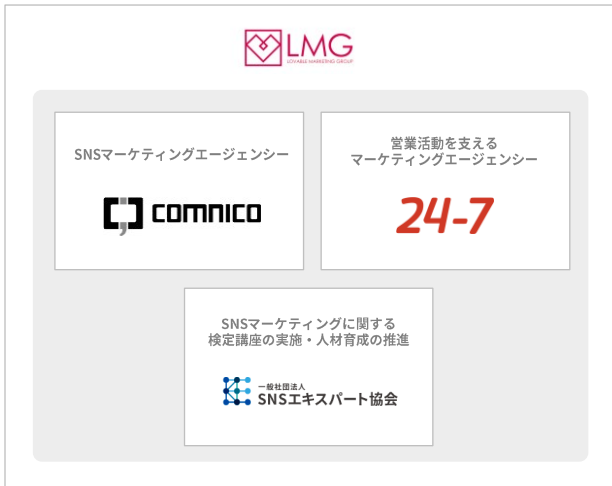 LMG
LOVABLE MARKETING GROUP
SNSマーケティングエージェンシー
comnico
営業活動を支える
マーケティングエージェンシー
24-7
SNSマーケティングに関する
検定講座の実施・人材育成の推進
一般社団法人
SNSエキスパート協会